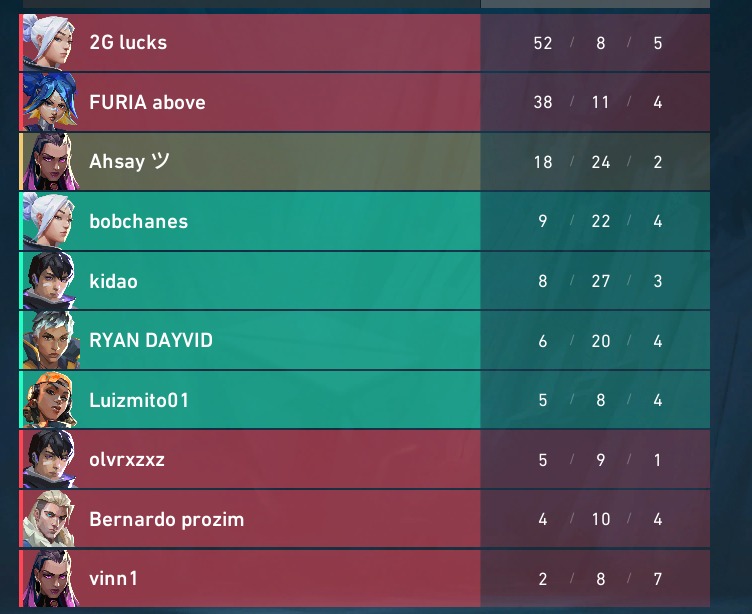 2G lucks 52 / 8 / 5
FURIA above 38 / 11 / 4
Ahsay ツ 18 / 24 / 2
bobchanes 9 / 22 / 4
kidao 8 / 27 / 3
RYAN DAYVID 6 / 20 / 4
Luizmito01 5 / 8 / 4
olvrxzxz 5 / 9 / 1
Bernardo prozim 4 / 10 / 4
vinn1 2 / 8 / 7